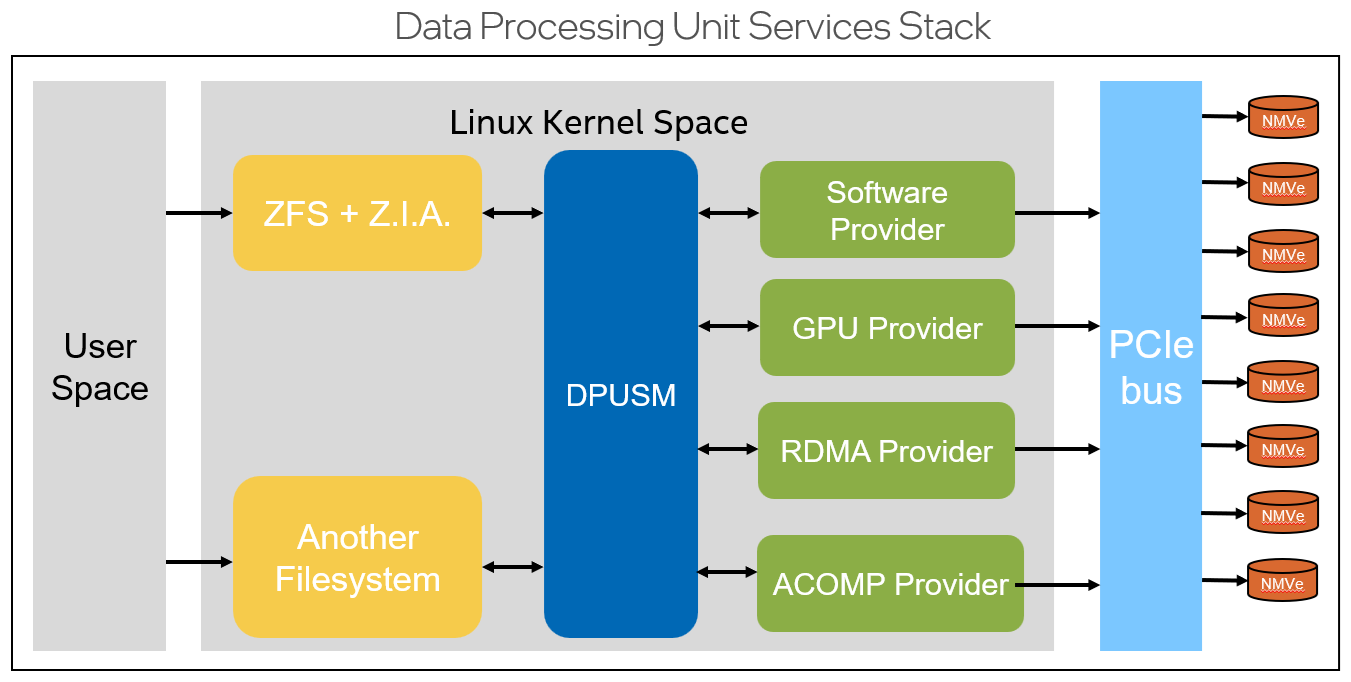 Data Processing Unit Services Stack
Linux Kernel Space
User
Space
ZFS + Z.I.A.
Another
Filesystem
DPUSM
Software
Provider
GPU Provider
RDMA Provider
ACOMP Provider
PCIe
bus
NMVe
NMVe
NMVe
NMVe
NMVe
NMVe
NMVe
NMVe